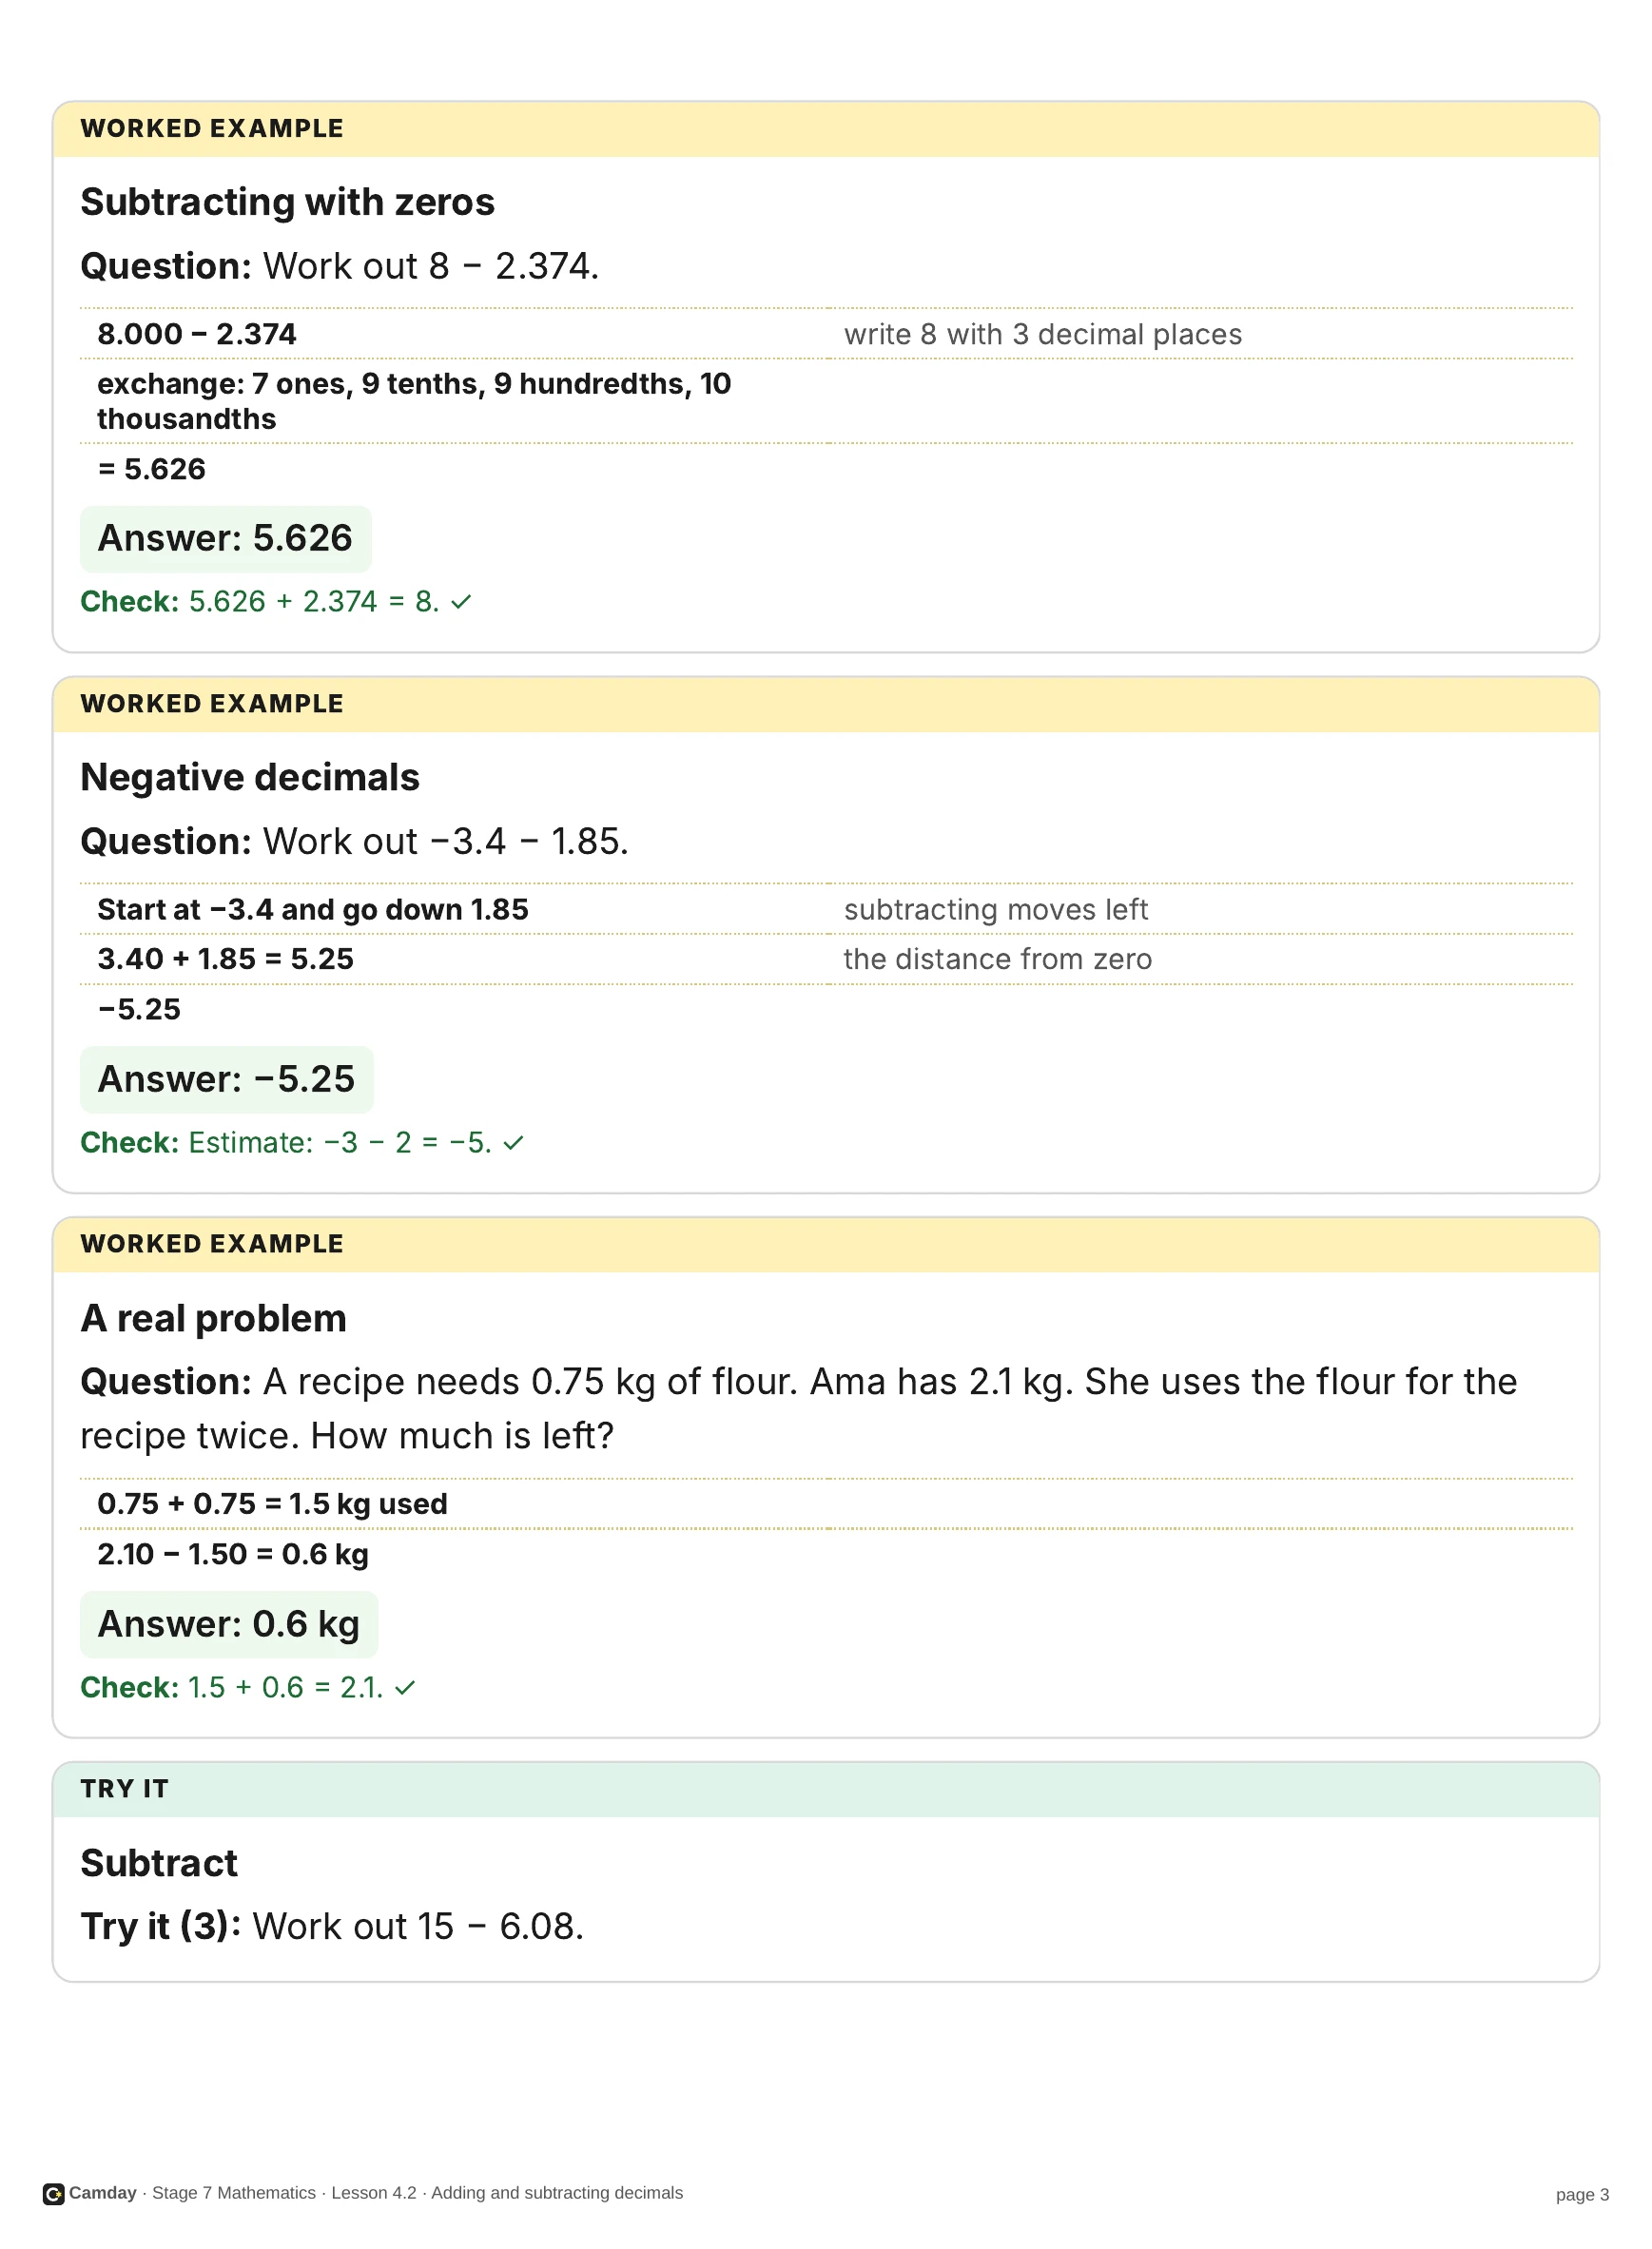 WORKED EXAMPLE
Subtracting with zeros
Question: Work out 8 − 2.374.
8.000 − 2.374 write 8 with 3 decimal places
exchange: 7 ones, 9 tenths, 9 hundredths, 10
thousandths
= 5.626
Answer: 5.626
Check: 5.626 + 2.374 = 8. ✓
WORKED EXAMPLE
Negative decimals
Question: Work out −3.4 − 1.85.
Start at −3.4 and go down 1.85 subtracting moves left
3.40 + 1.85 = 5.25 the distance from zero
−5.25
Answer: −5.25
Check: Estimate: −3 − 2 = −5. ✓
WORKED EXAMPLE
A real problem
Question: A recipe needs 0.75 kg of flour. Ama has 2.1 kg. She uses the flour for the
recipe twice. How much is left?
0.75 + 0.75 = 1.5 kg used
2.10 − 1.50 = 0.6 kg
Answer: 0.6 kg
Check: 1.5 + 0.6 = 2.1. ✓
TRY IT
Subtract
Try it (3): Work out 15 − 6.08.
Camday · Stage 7 Mathematics · Lesson 4.2 · Adding and subtracting decimals page 3